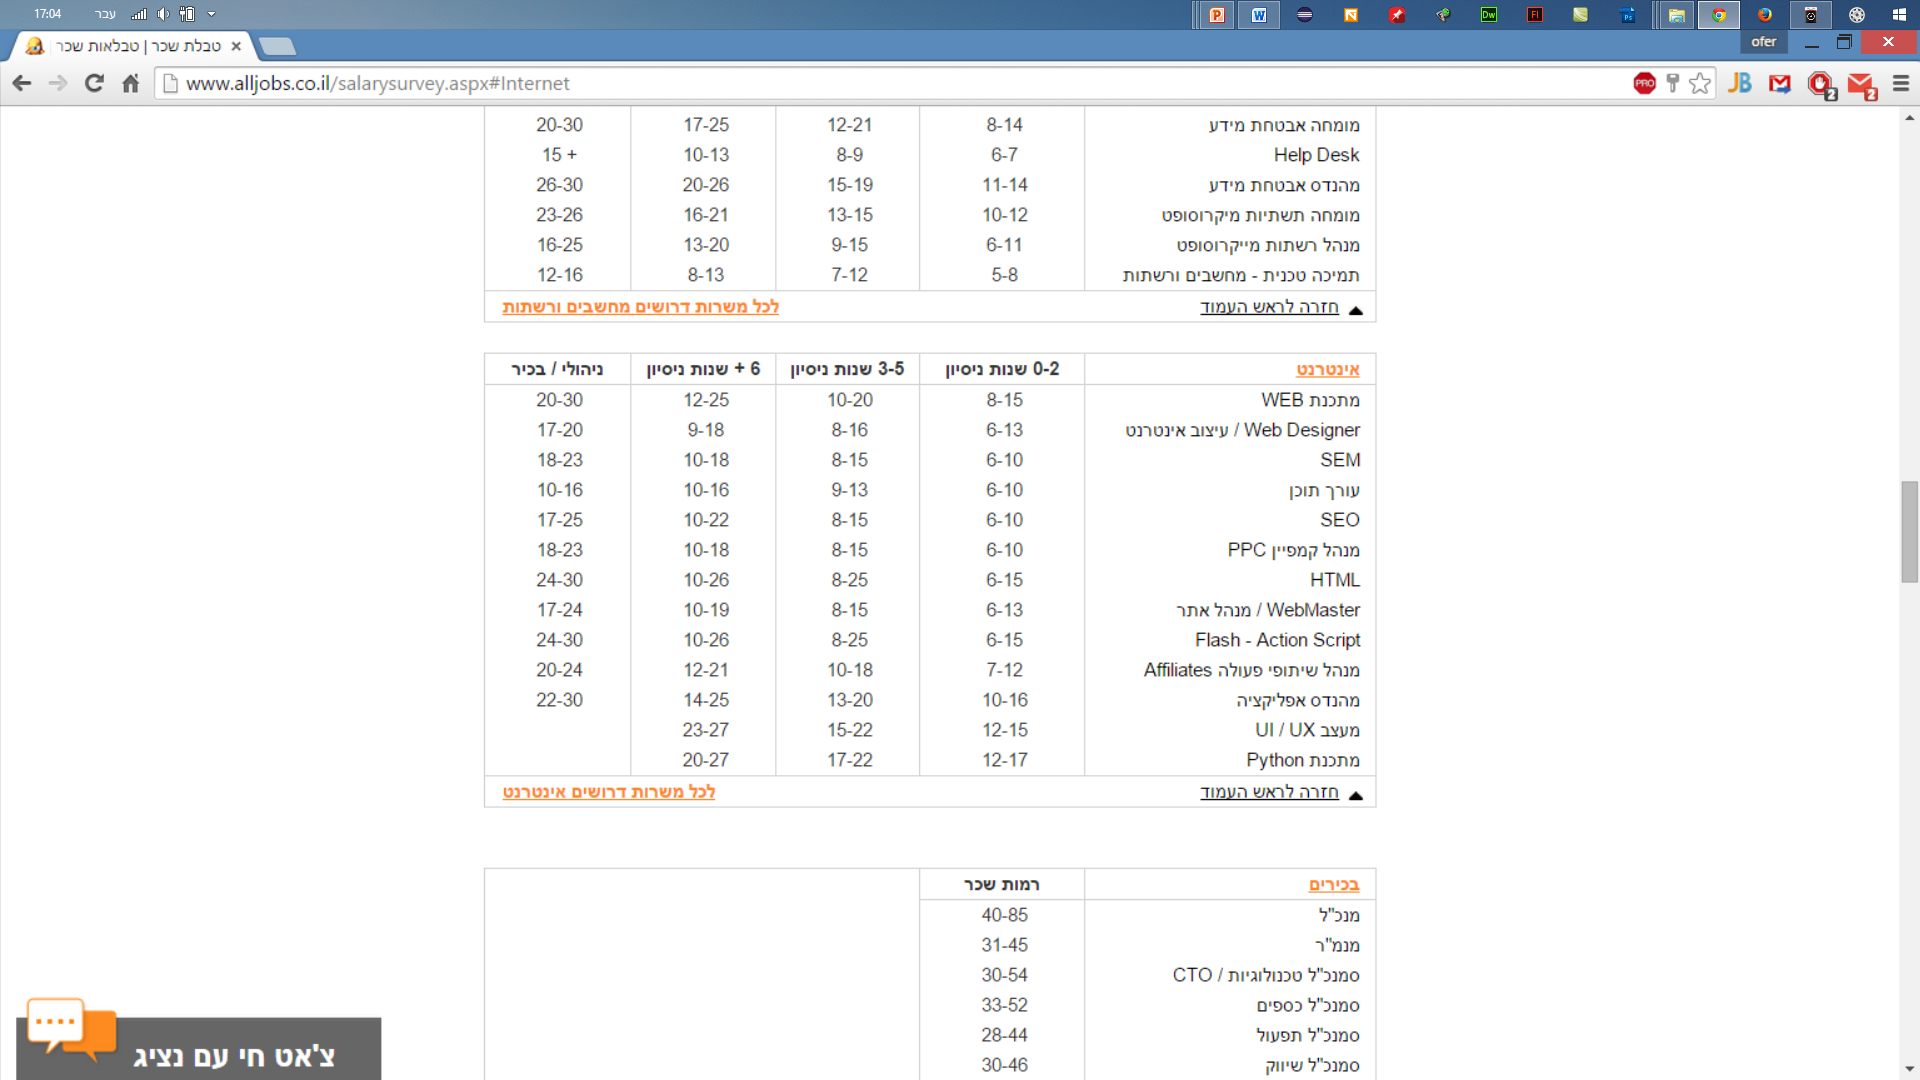 17:04 עבר
טבלת שכר | טבלאות שכר
ofer
www.alljobs.co.il/salarysurvey.aspx#Internet
PRO JB 2 2
מומחה אבטחת מידע 8-14 12-21 17-25 20-30
Help Desk 6-7 8-9 10-13 15 +
מהנדס אבטחת מידע 11-14 15-19 20-26 26-30
מומחה תשתיות מיקרוסופט 10-12 13-15 16-21 23-26
מנהל רשתות מייקרוסופט 6-11 9-15 13-20 16-25
תמיכה טכנית - מחשבים ורשתות 5-8 7-12 8-13 12-16
חזרה לראש העמוד לכל משרות דרושים מחשבים ורשתות
אינטרנט 0-2 שנות ניסיון 3-5 שנות ניסיון 6 + שנות ניסיון ניהולי / בכיר
מתכנת WEB 8-15 10-20 12-25 20-30
Web Designer / עיצוב אינטרנט 6-13 8-16 9-18 17-20
SEM 6-10 8-15 10-18 18-23
עורך תוכן 6-10 9-13 10-16 10-16
SEO 6-10 8-15 10-22 17-25
מנהל קמפיין PPC 6-10 8-15 10-18 18-23
HTML 6-15 8-25 10-26 24-30
WebMaster / מנהל אתר 6-13 8-15 10-19 17-24
Flash - Action Script 6-15 8-25 10-26 24-30
מנהל שיתופי פעולה Affiliates 7-12 10-18 12-21 20-24
מהנדס אפליקציה 10-16 13-20 14-25 22-30
מעצב UI / UX 12-15 15-22 23-27
מתכנת Python 12-17 17-22 20-27
חזרה לראש העמוד לכל משרות דרושים אינטרנט
בכירים רמות שכר
מנכ"ל 40-85
מנמ"ר 31-45
סמנכ"ל טכנולוגיות / CTO 30-54
סמנכ"ל כספים 33-52
סמנכ"ל תפעול 28-44
סמנכ"ל שיווק 30-46
צ'אט חי עם נציג